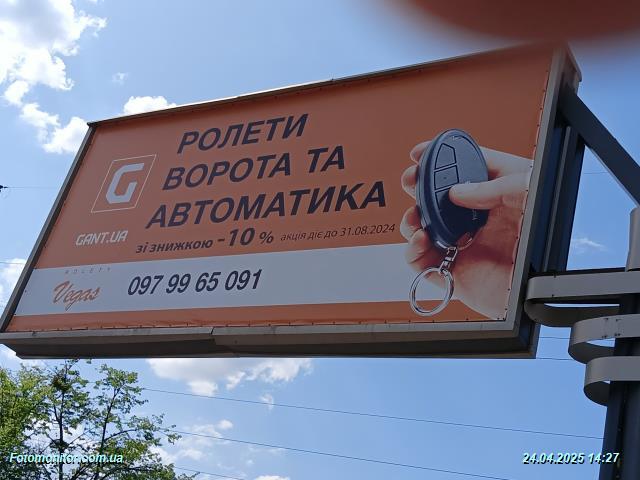 РОЛЕТИ
ВОРОТА ТА
АВТОМАТИКА
зі знижкою -10 % акція діє до 31.08.2024
G
GANT.UA
ROLETY
Vegas
097 99 65 091
Fotomonitor.com.ua
24.04.2025 14:27